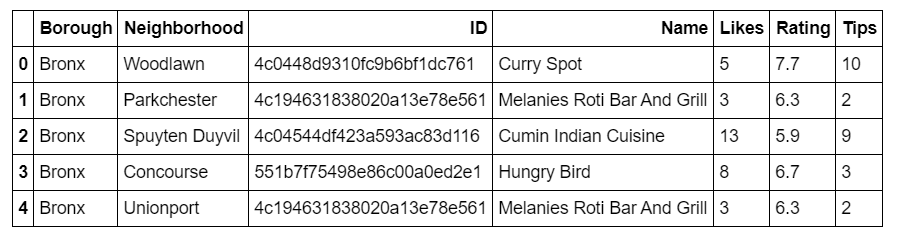 Borough Neighborhood ID Name Likes Rating Tips
0 Bronx Woodlawn 4c0448d9310fc9b6bf1dc761 Curry Spot 5 7.7 10
1 Bronx Parkchester 4c194631838020a13e78e561 Melanies Roti Bar And Grill 3 6.3 2
2 Bronx Spuyten Duyvil 4c04544df423a593ac83d116 Cumin Indian Cuisine 13 5.9 9
3 Bronx Concourse 551b7f75498e86c00a0ed2e1 Hungry Bird 8 6.7 3
4 Bronx Unionport 4c194631838020a13e78e561 Melanies Roti Bar And Grill 3 6.3 2